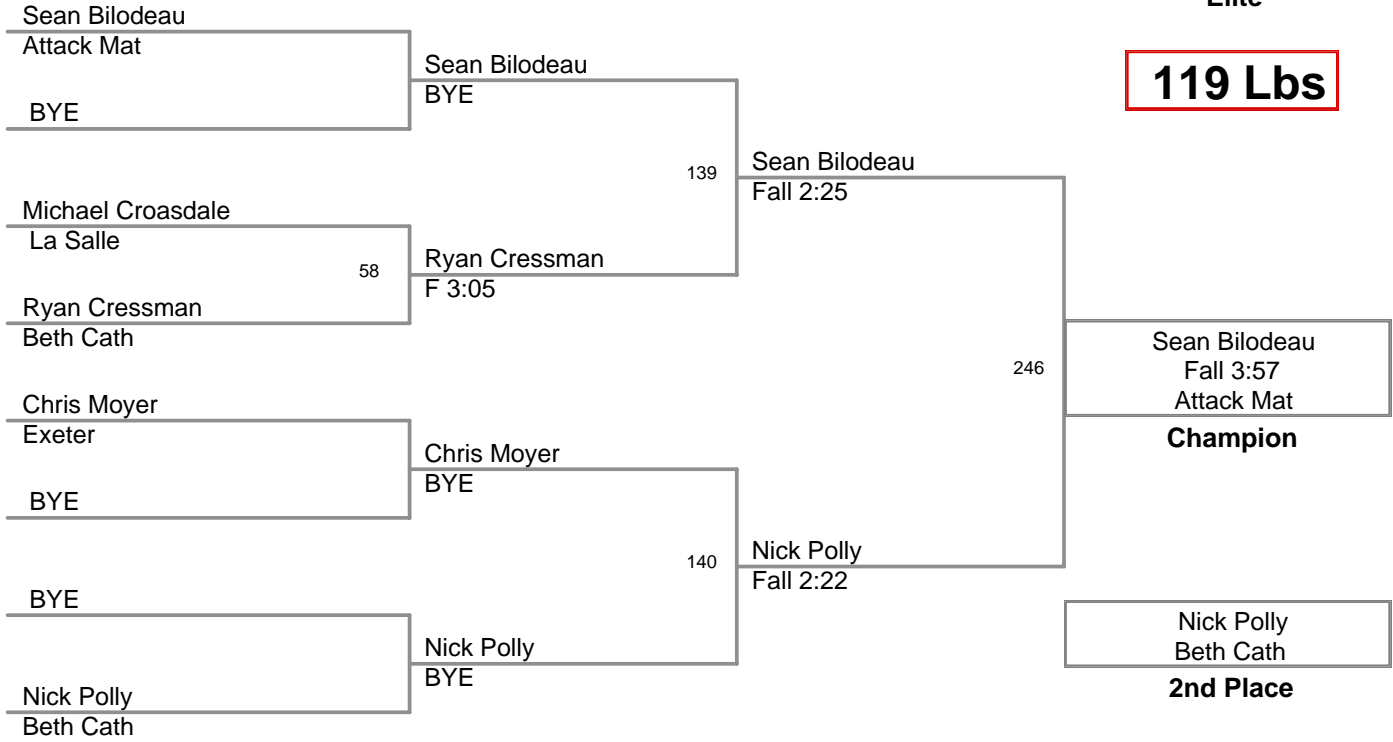 Elite
119 Lbs
Sean Bilodeau
Attack Mat
BYE
Michael Croasdale
La Salle
58
Ryan Cressman
Beth Cath
Chris Moyer
Exeter
BYE
BYE
Nick Polly
Beth Cath
Sean Bilodeau
BYE
139
Ryan Cressman
F 3:05
Chris Moyer
BYE
140
Nick Polly
BYE
Sean Bilodeau
Fall 2:25
246
Nick Polly
Fall 2:22
Sean Bilodeau
Fall 3:57
Attack Mat
Champion
Nick Polly
Beth Cath
2nd Place